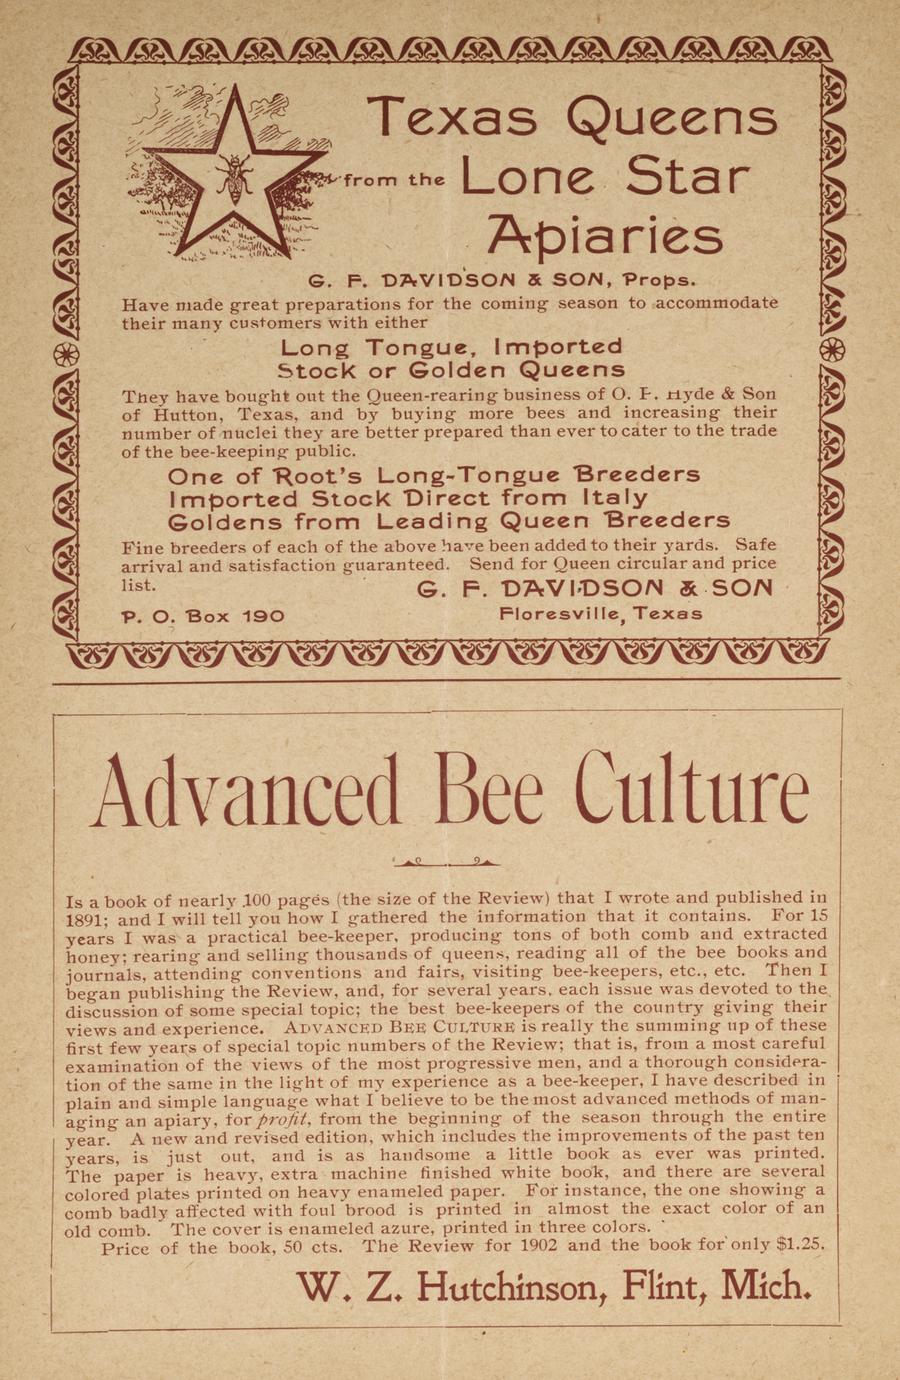 Texas Queens
from the Lone Star
Apiaries
G. F. DAVIDSON & SON, Props.
Have made great preparations for the coming season to accommodate
their many customers with either
Long Tongue, Imported
Stock or Golden Queens
They have bought out the Queen-rearing business of O. P. Hyde & Son
of Hutton, Texas, and by buying more bees and increasing their
number of nuclei they are better prepared than ever to cater to the trade
of the bee-keeping public.
One of Root's Long-Tongue Breeders
Imported Stock Direct from Italy
Goldens from Leading Queen Breeders
Fine breeders of each of the above have been added to their yards. Safe
arrival and satisfaction guaranteed. Send for Queen circular and price
list.
G. F. DAVIDSON & SON
P. O. Box 190
Floresville, Texas
Advanced Bee Culture
Is a book of nearly 100 pages (the size of the Review) that I wrote and published in
1891; and I will tell you how I gathered the information that it contains. For 15
years I was a practical bee-keeper, producing tons of both comb and extracted
honey; rearing and selling thousands of queens, reading all of the bee books and
journals, attending conventions and fairs, visiting bee-keepers, etc., etc. Then I
began publishing the Review, and, for several years, each issue was devoted to the
discussion of some special topic; the best bee-keepers of the country giving their
views and experience. ADVANCED BEE CULTURE is really the summing up of these
first few years of special topic numbers of the Review; that is, from a most careful
examination of the views of the most progressive men, and a thorough considera-
tion of the same in the light of my experience as a bee-keeper, I have described in
plain and simple language what I believe to be the most advanced methods of man-
aging an apiary, for profit, from the beginning of the season through the entire
year. A new and revised edition, which includes the improvements of the past ten
years, is just out, and is as handsome a little book as ever was printed.
The paper is heavy, extra machine finished white book, and there are several
colored plates printed on heavy enameled paper. For instance, the one showing a
comb badly affected with foul brood is printed in almost the exact color of an
old comb. The cover is enameled azure, printed in three colors.
Price of the book, 50 cts. The Review for 1902 and the book for only $1.25.
W. Z. Hutchinson, Flint, Mich.